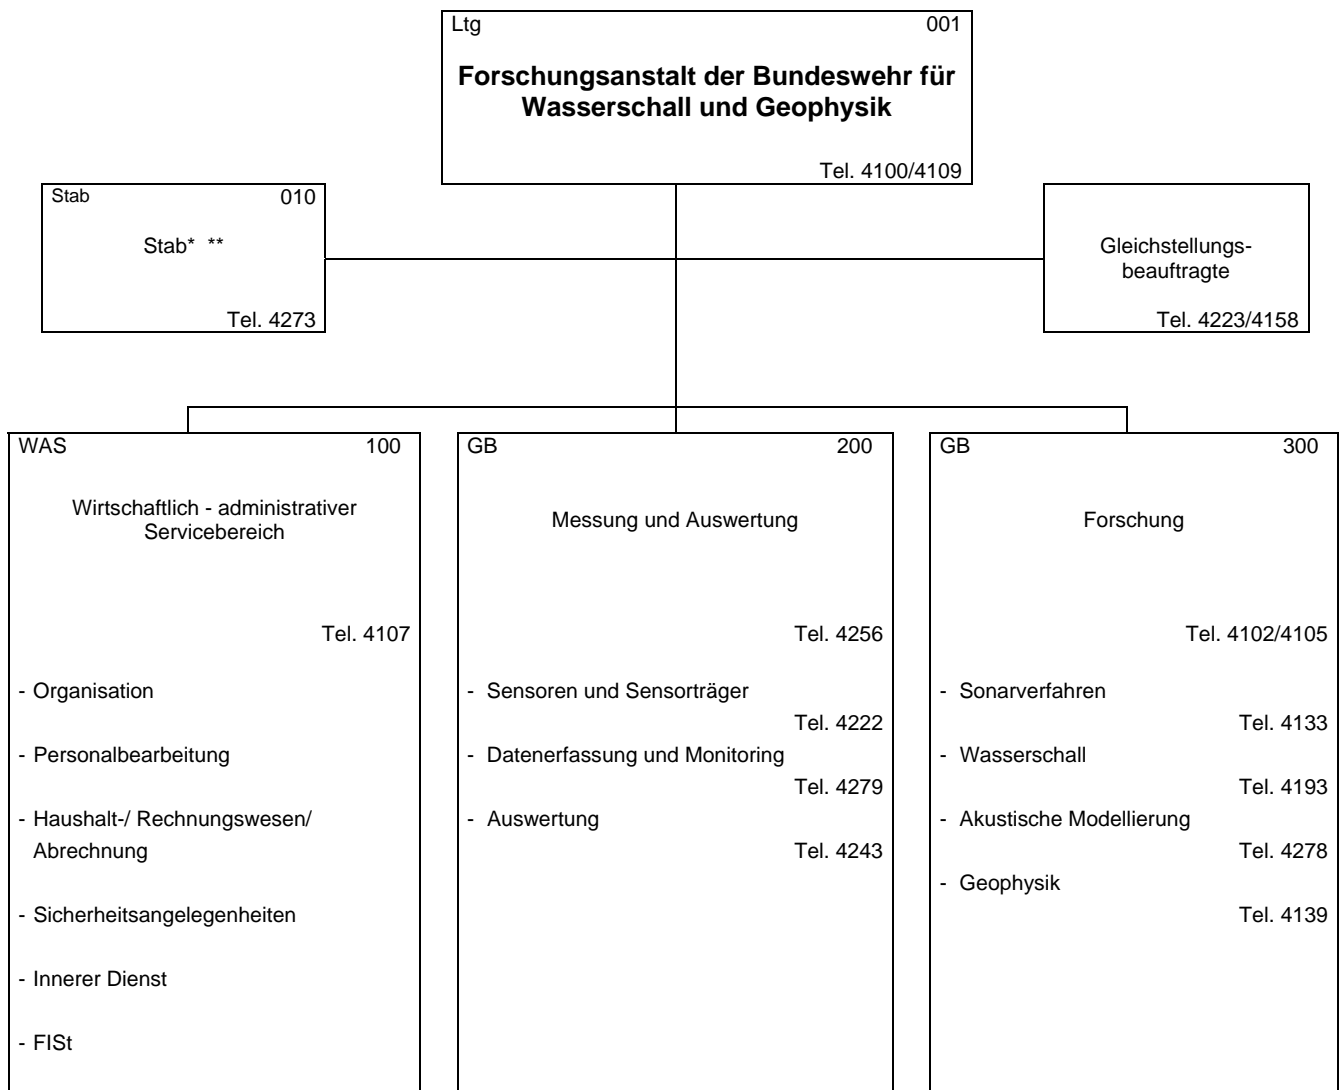 Ltg 001
Forschungsanstalt der Bundeswehr für
Wasserschall und Geophysik
Tel. 4100/4109
Stab 010
Stab* **
Tel. 4273
Gleichstellungs-
beauftragte
Tel. 4223/4158
WAS 100
Wirtschaftlich - administrativer
Servicebereich
Tel. 4107
- Organisation
- Personalbearbeitung
- Haushalt-/ Rechnungswesen/
Abrechnung
- Sicherheitsangelegenheiten
- Innerer Dienst
- FISt
GB 200
Messung und Auswertung
Tel. 4256
- Sensoren und Sensorträger
Tel. 4222
- Datenerfassung und Monitoring
Tel. 4279
- Auswertung
Tel. 4243
GB 300
Forschung
Tel. 4102/4105
- Sonarverfahren
Tel. 4133
- Wasserschall
Tel. 4193
- Akustische Modellierung
Tel. 4278
- Geophysik
Tel. 4139